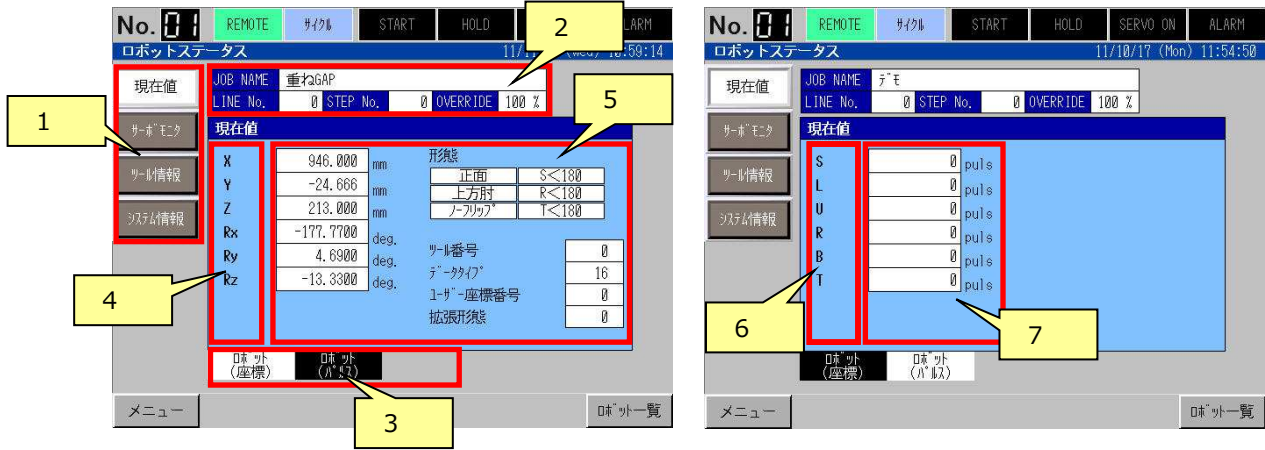 No. 01 REMOTE ｻｲｸﾙ START HOLD LARM
ロボットステータス 11/11
現在値
ｻｰﾎﾞﾓﾆﾀ
ﾂｰﾙ情報
ｼｽﾃﾑ情報
JOB NAME 重ねGAP
LINE No. 0 STEP No. 0 OVERRIDE 100 %
現在値
X 946.000 mm
Y -24.666 mm
Z 213.000 mm
Rx -177.7700 deg.
Ry 4.6900 deg.
Rz -13.3300 deg.
形態
正面 S<180
上方肘 R<180
ﾉｰﾌﾘｯﾌﾟ T<180
ﾂｰﾙ番号 0
ﾃﾞｰﾀﾀｲﾌﾟ 16
ﾕｰｻﾞｰ座標番号 0
拡張形態 0
ﾛﾎﾞｯﾄ
(座標)
ﾛﾎﾞｯﾄ
(ﾊﾟﾙｽ)
メニュー
ﾛﾎﾞｯﾄ一覧
1
2
3
4
5
No. 01 REMOTE ｻｲｸﾙ START HOLD SERVO ON ALARM
ロボットステータス 11/10/17 (Mon) 11:54:50
現在値
ｻｰﾎﾞﾓﾆﾀ
ﾂｰﾙ情報
ｼｽﾃﾑ情報
JOB NAME ﾃﾞﾓ
LINE No. 0 STEP No. 0 OVERRIDE 100 %
現在値
S 0 puls
L 0 puls
U 0 puls
R 0 puls
B 0 puls
T 0 puls
ﾛﾎﾞｯﾄ
(座標)
ﾛﾎﾞｯﾄ
(ﾊﾟﾙｽ)
メニュー
ﾛﾎﾞｯﾄ一覧
6
7